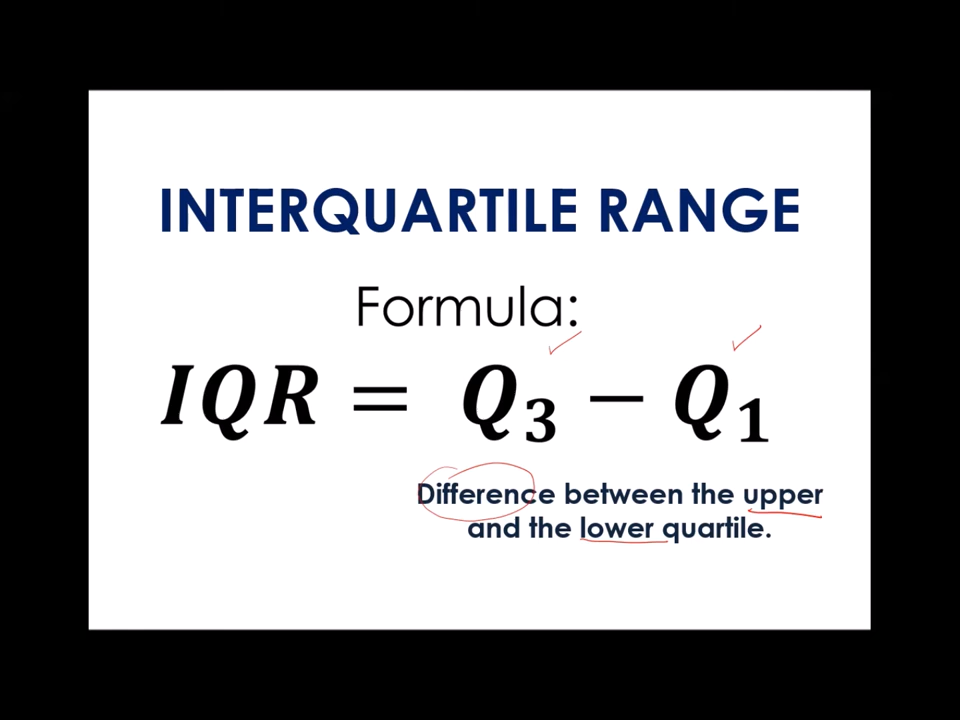 INTERQUARTILE RANGE
Formula:
IQR = Q₃ − Q₁
Difference between the upper
and the lower quartile.